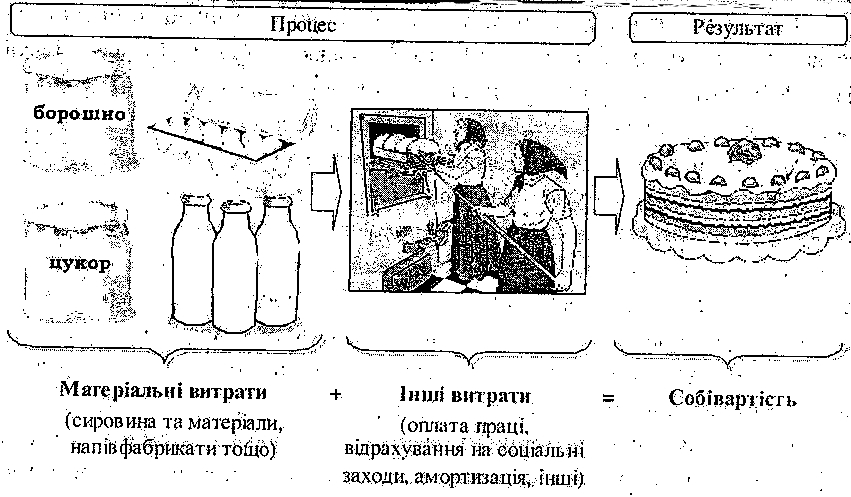 Процес
Результат
борошно
цукор
Матеріальні витрати
(сировина та матеріали,
напівфабрикати тощо)
+
Інші витрати
(оплата праці,
відрахування на соціальні
заходи, амортизація, інші)
=
Собівартість